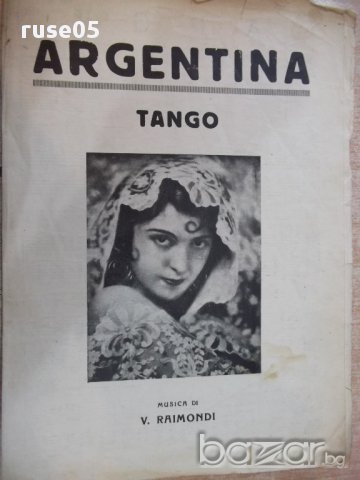 ruse05
ARGENTINA
TANGO
MUSICA DI
V. RAIMONDI
bazar.bg